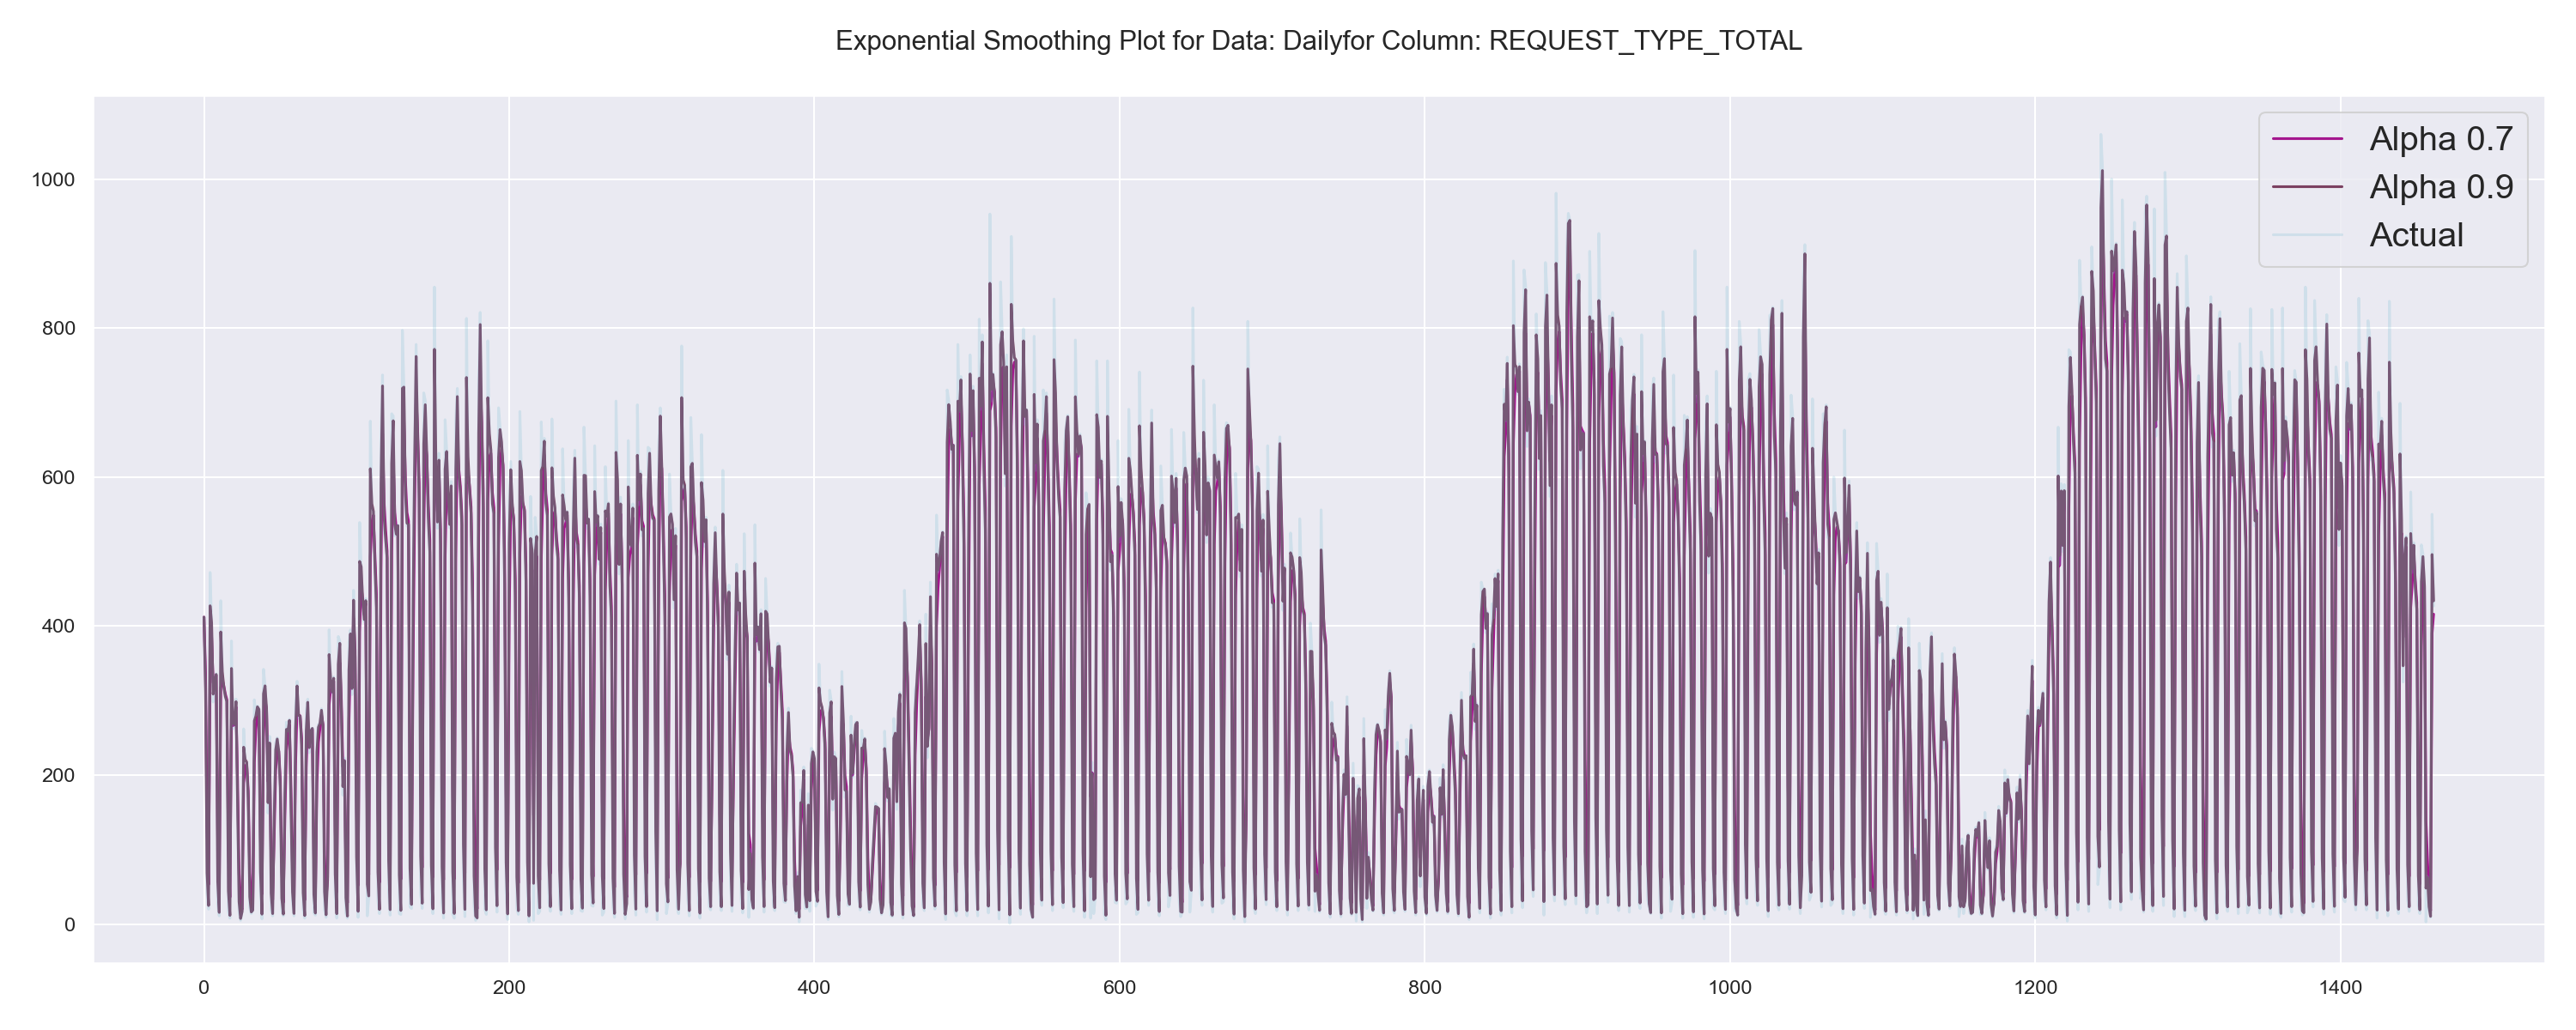 Exponential Smoothing Plot for Data: Dailyfor Column: REQUEST_TYPE_TOTAL
Alpha 0.7
Alpha 0.9
Actual
1000
800
600
400
200
0
0 200 400 600 800 1000 1200 1400